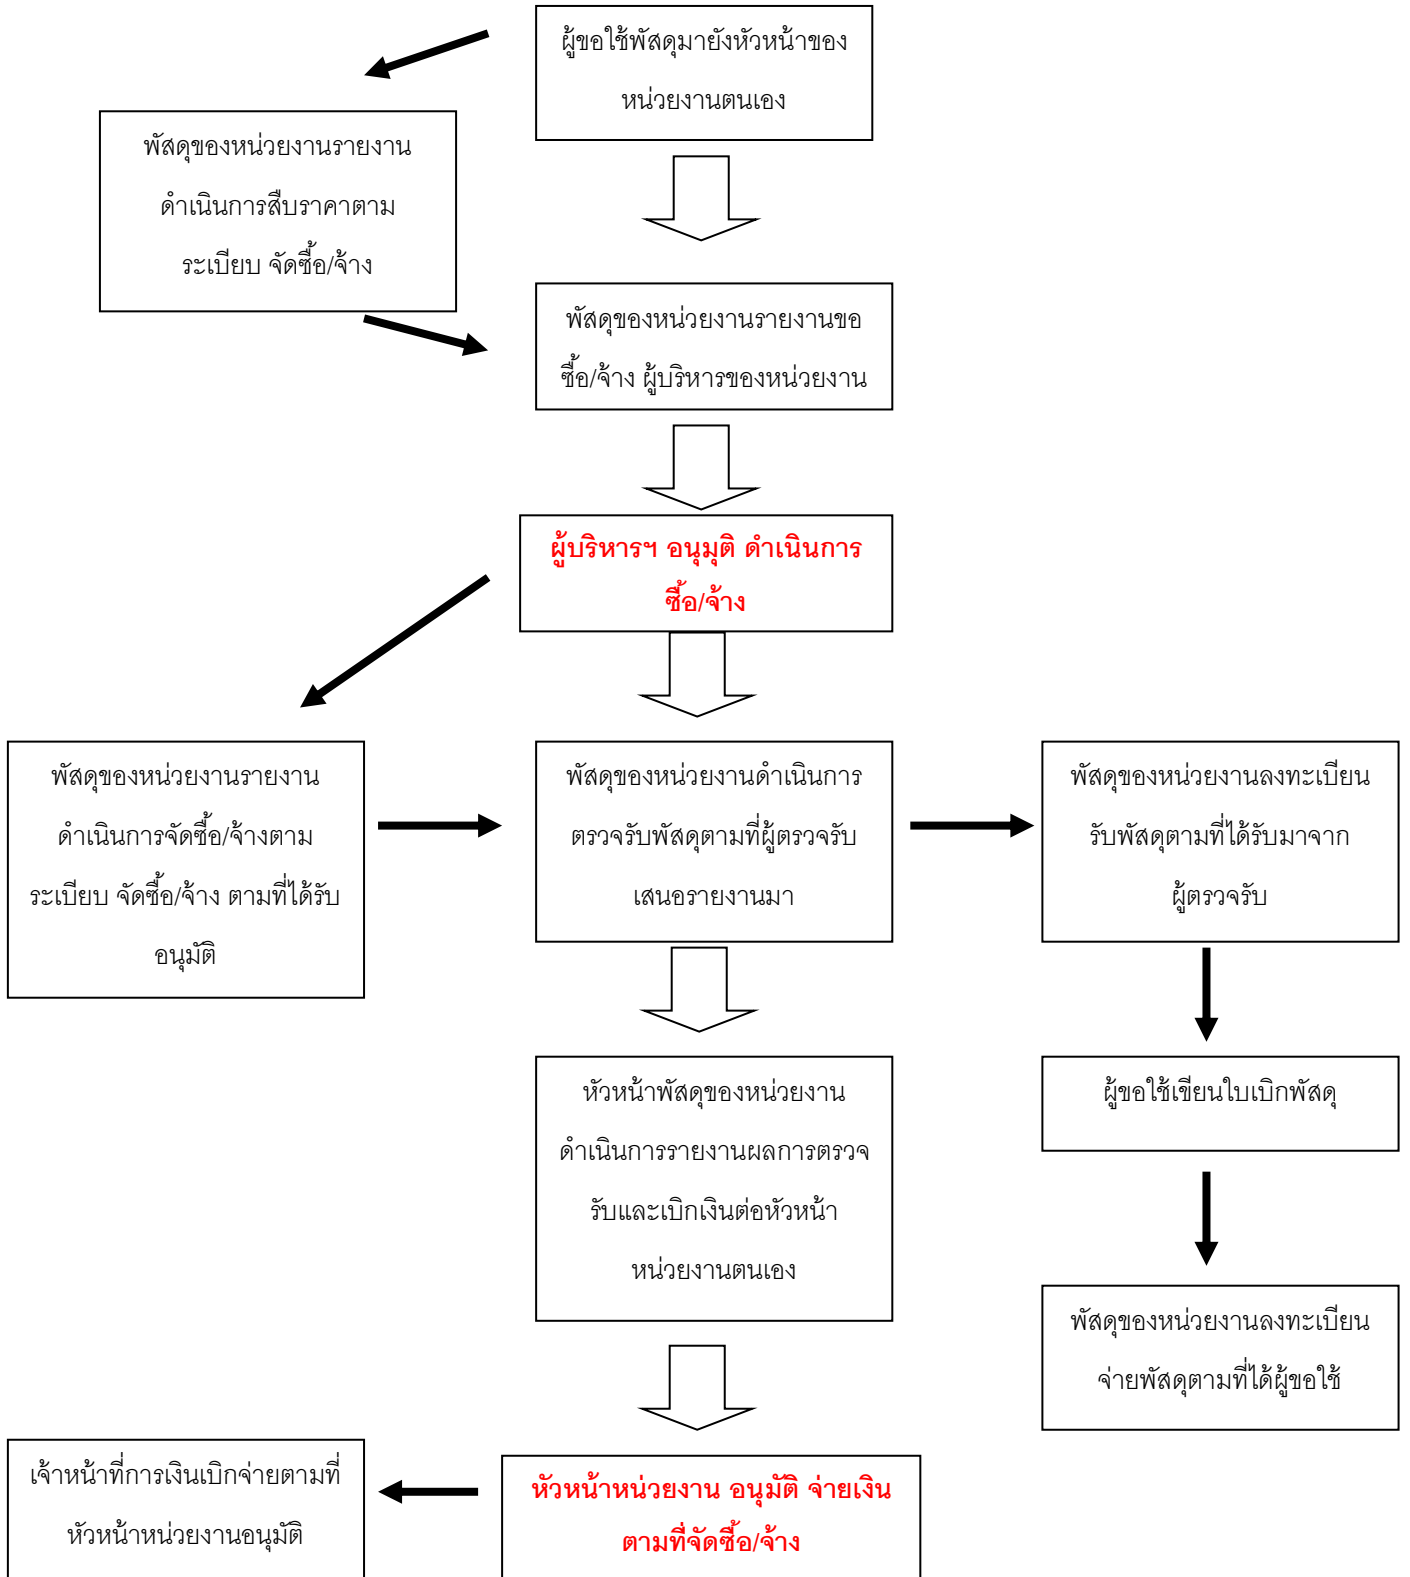 ผู้ขอใช้พัสดุมายังหัวหน้าของ
หน่วยงานตนเอง
พัสดุของหน่วยงานรายงาน
ดำเนินการสืบราคาตาม
ระเบียบ จัดซื้อ/จ้าง
พัสดุของหน่วยงานรายงานขอ
ซื้อ/จ้าง ผู้บริหารของหน่วยงาน
ผู้บริหารฯ อนุมุติ ดำเนินการ
ซื้อ/จ้าง
พัสดุของหน่วยงานรายงาน
ดำเนินการจัดซื้อ/จ้างตาม
ระเบียบ จัดซื้อ/จ้าง ตามที่ได้รับ
อนุมัติ
พัสดุของหน่วยงานดำเนินการ
ตรวจรับพัสดุตามที่ผู้ตรวจรับ
เสนอรายงานมา
พัสดุของหน่วยงานลงทะเบียน
รับพัสดุตามที่ได้รับมาจาก
ผู้ตรวจรับ
หัวหน้าพัสดุของหน่วยงาน
ดำเนินการรายงานผลการตรวจ
รับและเบิกเงินต่อหัวหน้า
หน่วยงานตนเอง
ผู้ขอใช้เขียนใบเบิกพัสดุ
พัสดุของหน่วยงานลงทะเบียน
จ่ายพัสดุตามที่ได้ผู้ขอใช้
เจ้าหน้าที่การเงินเบิกจ่ายตามที่
หัวหน้าหน่วยงานอนุมัติ
หัวหน้าหน่วยงาน อนุมัติ จ่ายเงิน
ตามที่จัดซื้อ/จ้าง